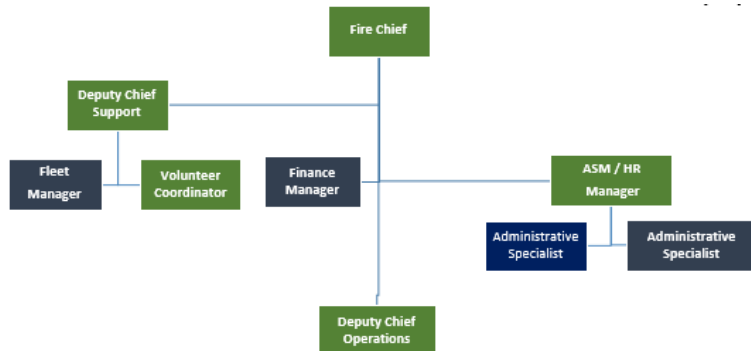 Fire Chief
Deputy Chief
Support
Fleet
Manager
Volunteer
Coordinator
Finance
Manager
ASM / HR
Manager
Administrative
Specialist
Administrative
Specialist
Deputy Chief
Operations